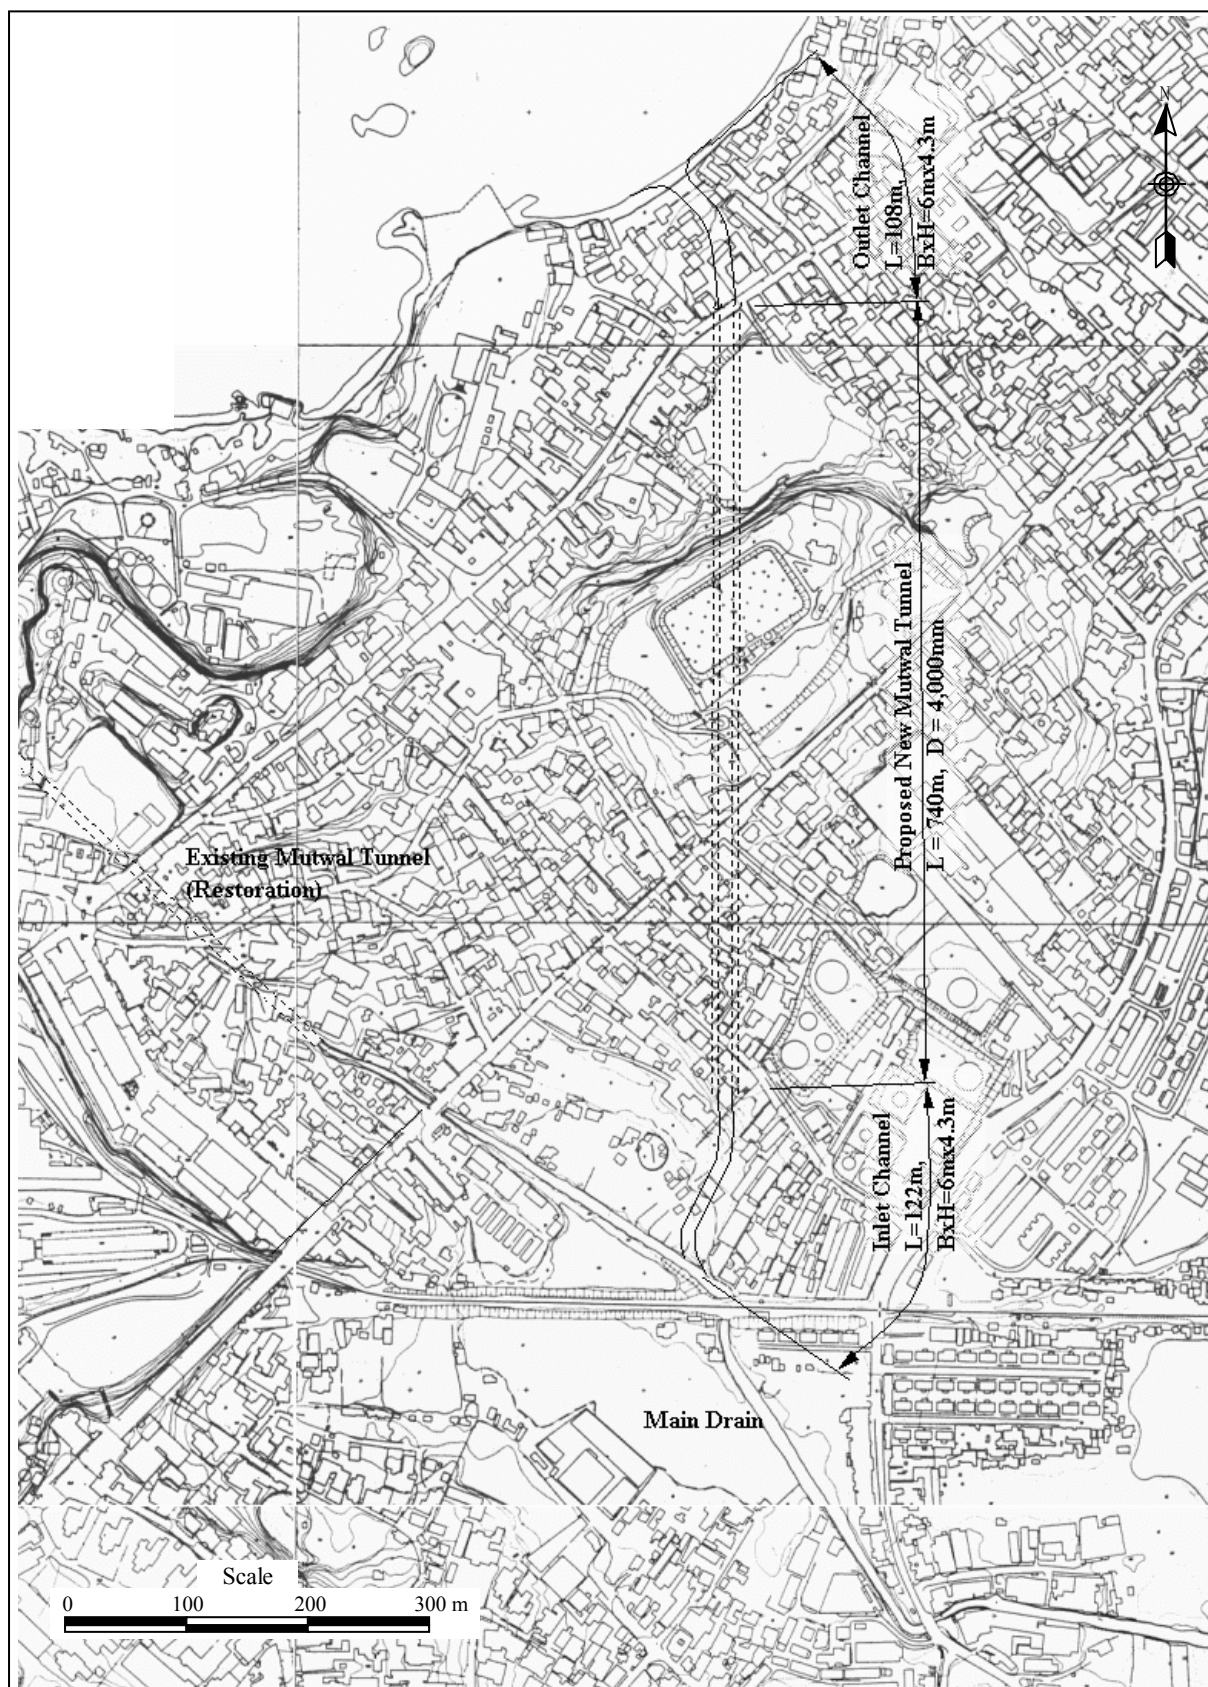 N
Outlet Channel
L=108m,
BxH=6mx4.3m
Proposed New Mutwal Tunnel
L = 740m, D = 4,000mm
Existing Mutwal Tunnel
(Restoration)
Inlet Channel
L=122m,
BxH=6mx4.3m
Main Drain
Scale
0 100 200 300 m